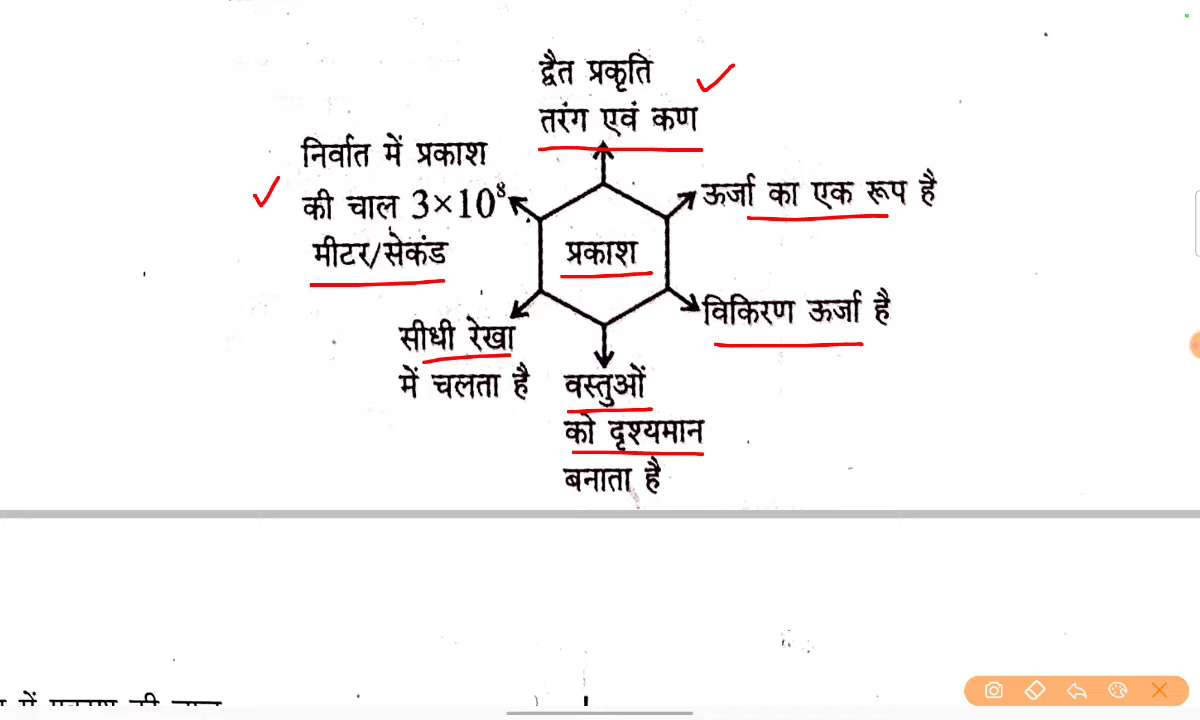 द्वैत प्रकृति
तरंग एवं कण
निर्वात में प्रकाश
की चाल 3×10⁸
मीटर/सेकंड
ऊर्जा का एक रूप है
प्रकाश
विकिरण ऊर्जा है
सीधी रेखा
में चलता है
वस्तुओं
को दृश्यमान
बनाता है